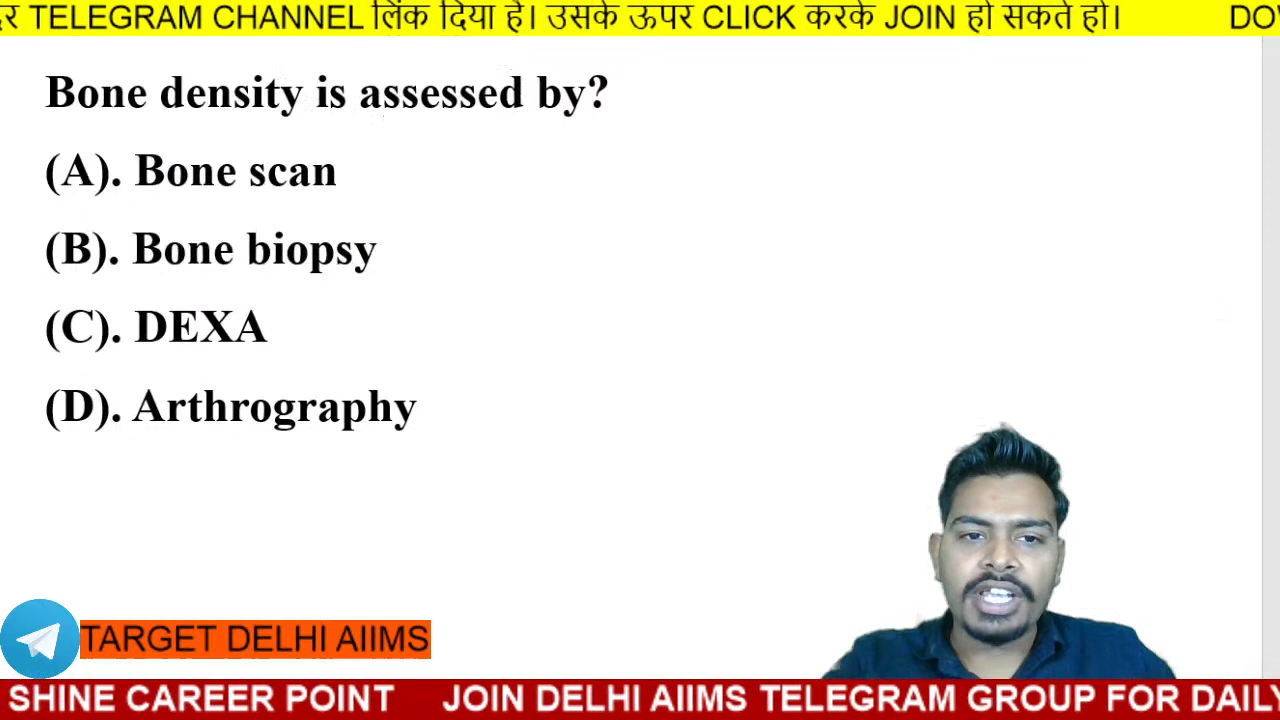 TELEGRAM CHANNEL लिंक दिया है। उसके ऊपर CLICK करके JOIN हो सकते हो। DOW
Bone density is assessed by?
(A). Bone scan
(B). Bone biopsy
(C). DEXA
(D). Arthrography
TARGET DELHI AIIMS
SHINE CAREER POINT JOIN DELHI AIIMS TELEGRAM GROUP FOR DAILY